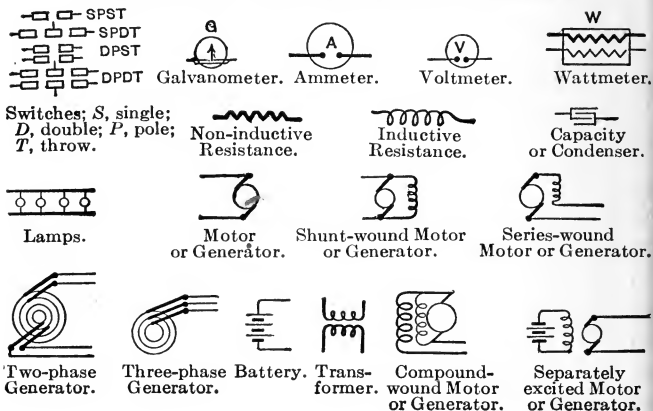 SPST
SPDT
DPST
DPDT
Switches; S, single;
D, double; P, pole;
T, throw.
G
Galvanometer.
A
Ammeter.
V
Voltmeter.
W
Wattmeter.
Non-inductive
Resistance.
Inductive
Resistance.
Capacity
or Condenser.
Lamps.
Motor
or Generator.
Shunt-wound Motor
or Generator.
Series-wound
Motor or Generator.
Two-phase
Generator.
Three-phase
Generator.
Battery.
Trans-
former.
Compound-
wound Motor
or Generator.
Separately
excited Motor
or Generator.